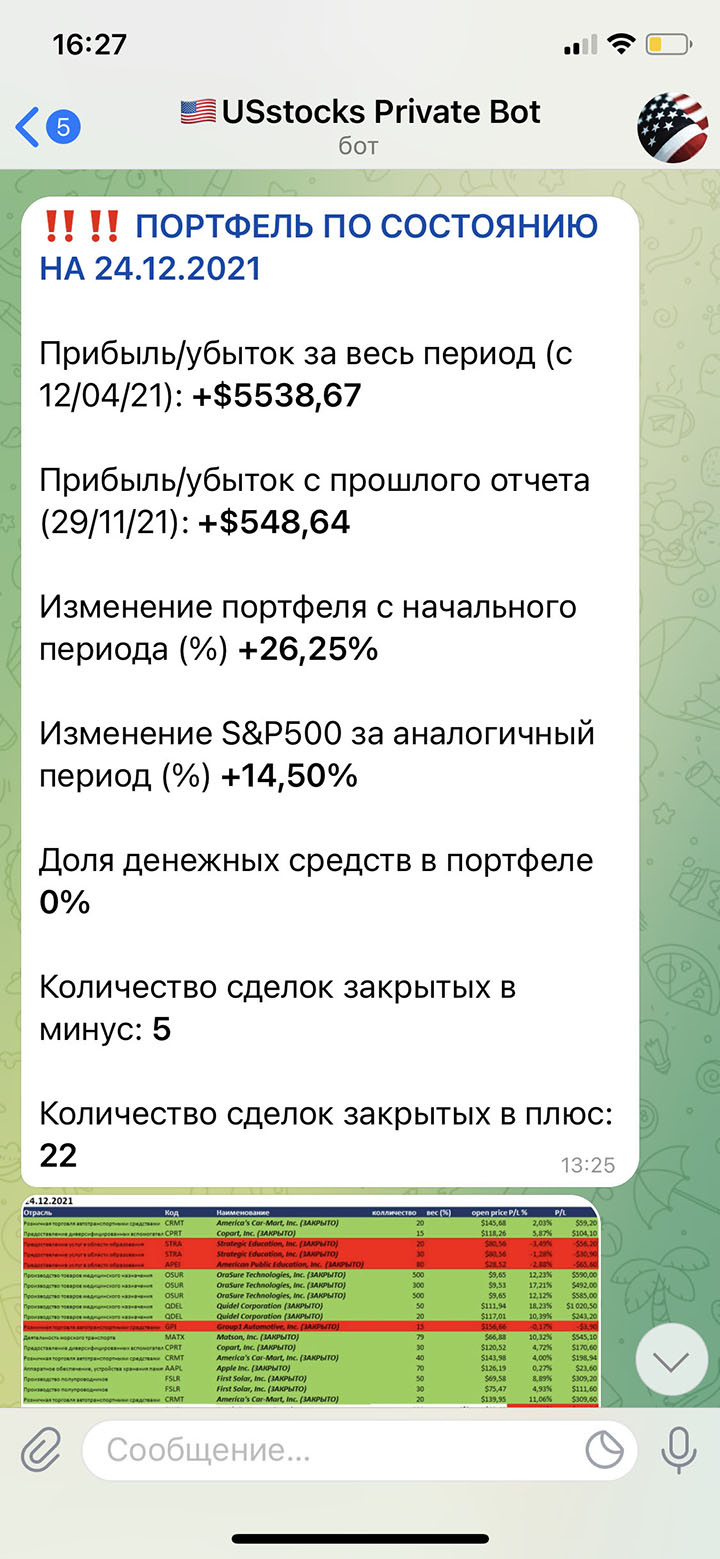 16:27
5
🇺🇸USstocks Private Bot
бот
‼️ ‼️ ПОРТФЕЛЬ ПО СОСТОЯНИЮ
НА 24.12.2021
Прибыль/убыток за весь период (с
12/04/21): +$5538,67
Прибыль/убыток с прошлого отчета
(29/11/21): +$548,64
Изменение портфеля с начального
периода (%) +26,25%
Изменение S&P500 за аналогичный
период (%) +14,50%
Доля денежных средств в портфеле
0%
Количество сделок закрытых в
минус: 5
Количество сделок закрытых в плюс:
22
13:25
24.12.2021
Отрасль Код Наименование колличество вес (%) open price P/L % P/L
Розничная торговля автотранспортными средствами CRMT America's Car-Mart, Inc. (ЗАКРЫТО) 20 $145,68 2,03% $59,20
Предоставление диверсифицированных вспомогател CPRT Copart, Inc. (ЗАКРЫТО) 15 $118,26 5,87% $104,10
Предоставление услуг в области образования STRA Strategic Education, Inc. (ЗАКРЫТО) 20 $80,56 -3,49% -$56,20
Предоставление услуг в области образования STRA Strategic Education, Inc. (ЗАКРЫТО) 30 $80,56 -1,28% -$30,90
Предоставление услуг в области образования APEI American Public Education, Inc. (ЗАКРЫТО) 80 $28,52 -2,88% -$65,60
Производство товаров медицинского назначения OSUR OraSure Technologies, Inc. (ЗАКРЫТО) 500 $9,65 12,23% $590,00
Производство товаров медицинского назначения OSUR OraSure Technologies, Inc. (ЗАКРЫТО) 300 $9,53 17,21% $492,00
Производство товаров медицинского назначения OSUR OraSure Technologies, Inc. (ЗАКРЫТО) 500 $9,65 12,12% $585,00
Производство товаров медицинского назначения QDEL Quidel Corporation (ЗАКРЫТО) 50 $111,94 18,23% $1 020,50
Производство товаров медицинского назначения QDEL Quidel Corporation (ЗАКРЫТО) 20 $117,01 10,39% $243,20
Розничная торговля автотранспортными средствами GPI Group1 Automotive, Inc. (ЗАКРЫТО) 15 $156,66 -0,17% -$3,90
Деятельность морского транспорта MATX Matson, Inc. (ЗАКРЫТО) 79 $66,88 10,32% $545,10
Предоставление диверсифицированных вспомогател CPRT Copart, Inc. (ЗАКРЫТО) 30 $120,52 4,72% $170,60
Розничная торговля автотранспортными средствами CRMT America's Car-Mart, Inc. (ЗАКРЫТО) 40 $143,98 4,00% $198,94
Аппаратное обеспечение, устройства хранения памя AAPL Apple Inc. (ЗАКРЫТО) 70 $126,19 0,27% $23,60
Производство полупроводников FSLR First Solar, Inc. (ЗАКРЫТО) 50 $69,58 8,89% $309,20
Производство полупроводников FSLR First Solar, Inc. (ЗАКРЫТО) 30 $75,47 4,93% $111,60
Розничная торговля автотранспортными средствами CRMT America's Car-Mart, Inc. (ЗАКРЫТО) 20 $139,95 11,06% $309,60
Сообщение...